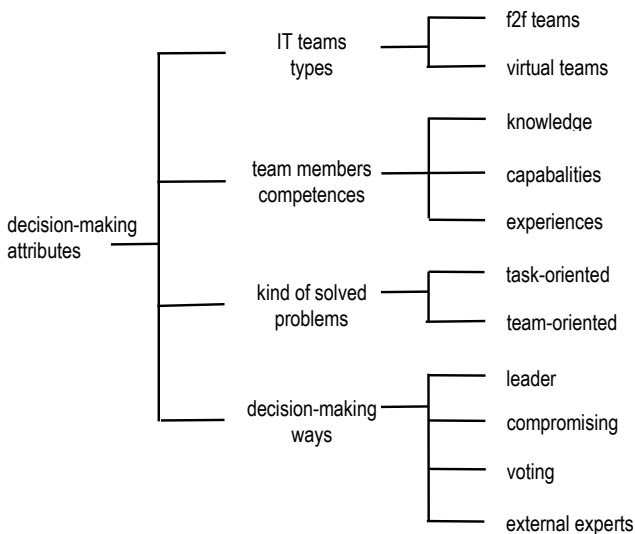 IT teams
types
f2f teams
virtual teams
team members
competences
knowledge
capabalities
experiences
decision-making
attributes
kind of solved
problems
task-oriented
team-oriented
decision-making
ways
leader
compromising
voting
external experts